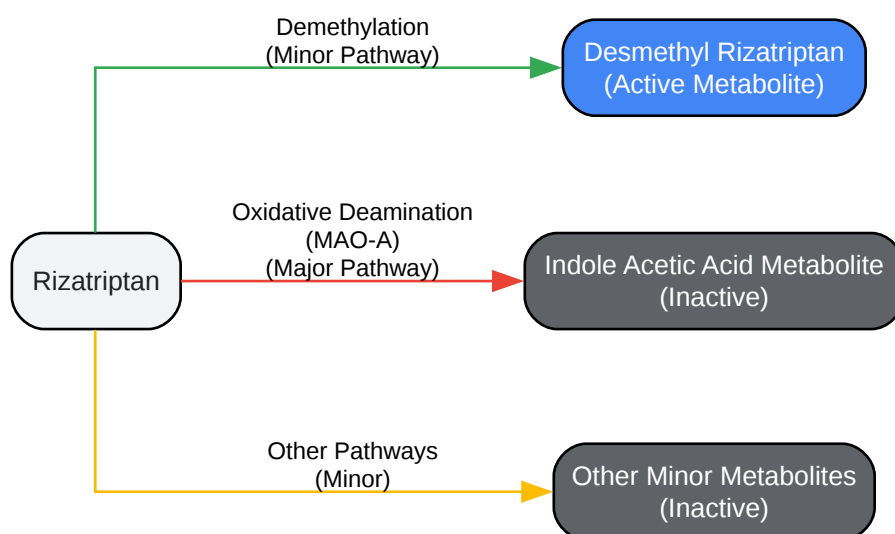 Demethylation
(Minor Pathway)
Desmethyl Rizatriptan
(Active Metabolite)
Oxidative Deamination
(MAO-A)
(Major Pathway)
Rizatriptan
Indole Acetic Acid Metabolite
(Inactive)
Other Pathways
(Minor)
Other Minor Metabolites
(Inactive)